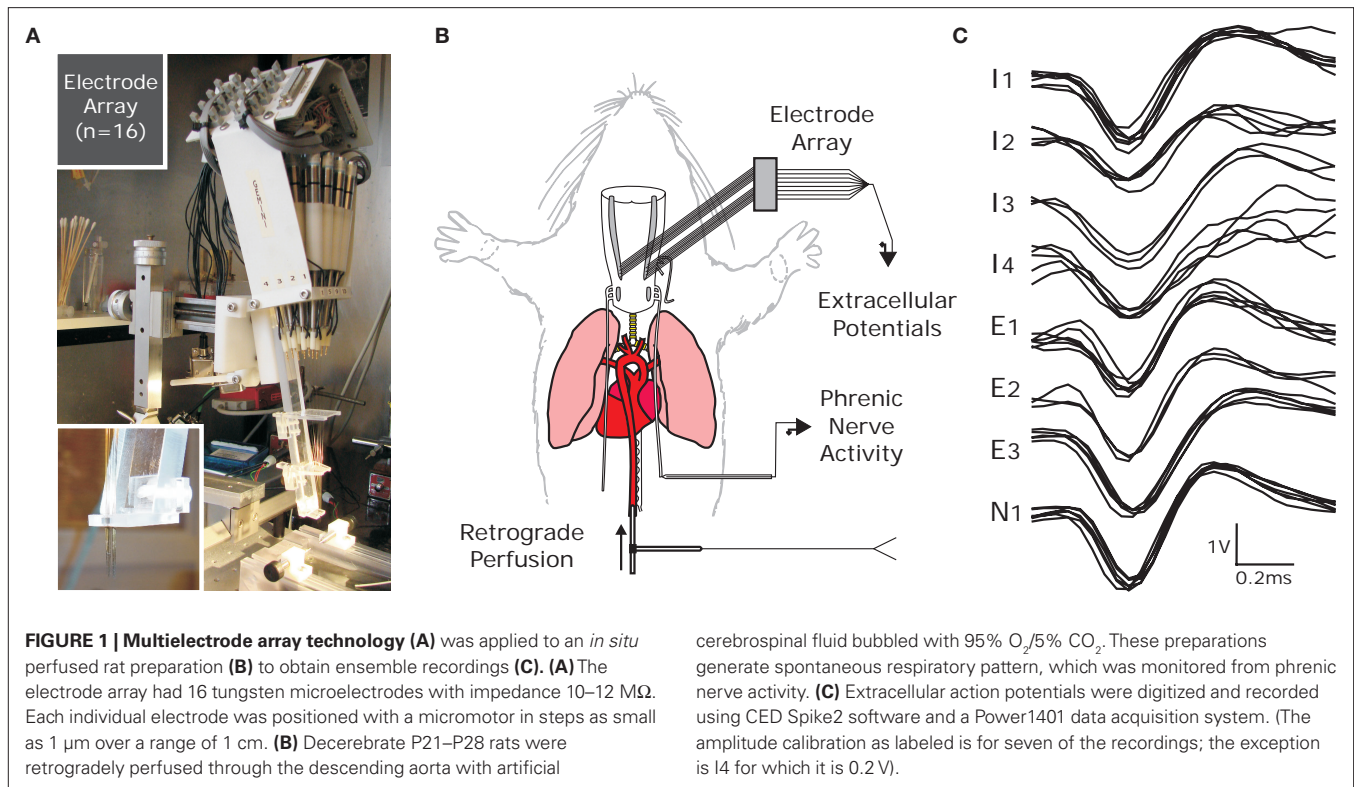 A
Electrode
Array
(n=16)
GEMINI
4 3 2 1
B
Electrode
Array
Extracellular
Potentials
Phrenic
Nerve
Activity
Retrograde
Perfusion
C
I1
I2
I3
I4
E1
E2
E3
N1
1V
0.2ms
FIGURE 1 | Multielectrode array technology (A) was applied to an in situ
perfused rat preparation (B) to obtain ensemble recordings (C). (A) The
electrode array had 16 tungsten microelectrodes with impedance 10–12 MΩ.
Each individual electrode was positioned with a micromotor in steps as small
as 1 μm over a range of 1 cm. (B) Decerebrate P21–P28 rats were
retrogradely perfused through the descending aorta with artificial
cerebrospinal fluid bubbled with 95% O₂/5% CO₂. These preparations
generate spontaneous respiratory pattern, which was monitored from phrenic
nerve activity. (C) Extracellular action potentials were digitized and recorded
using CED Spike2 software and a Power1401 data acquisition system. (The
amplitude calibration as labeled is for seven of the recordings; the exception
is I4 for which it is 0.2 V).